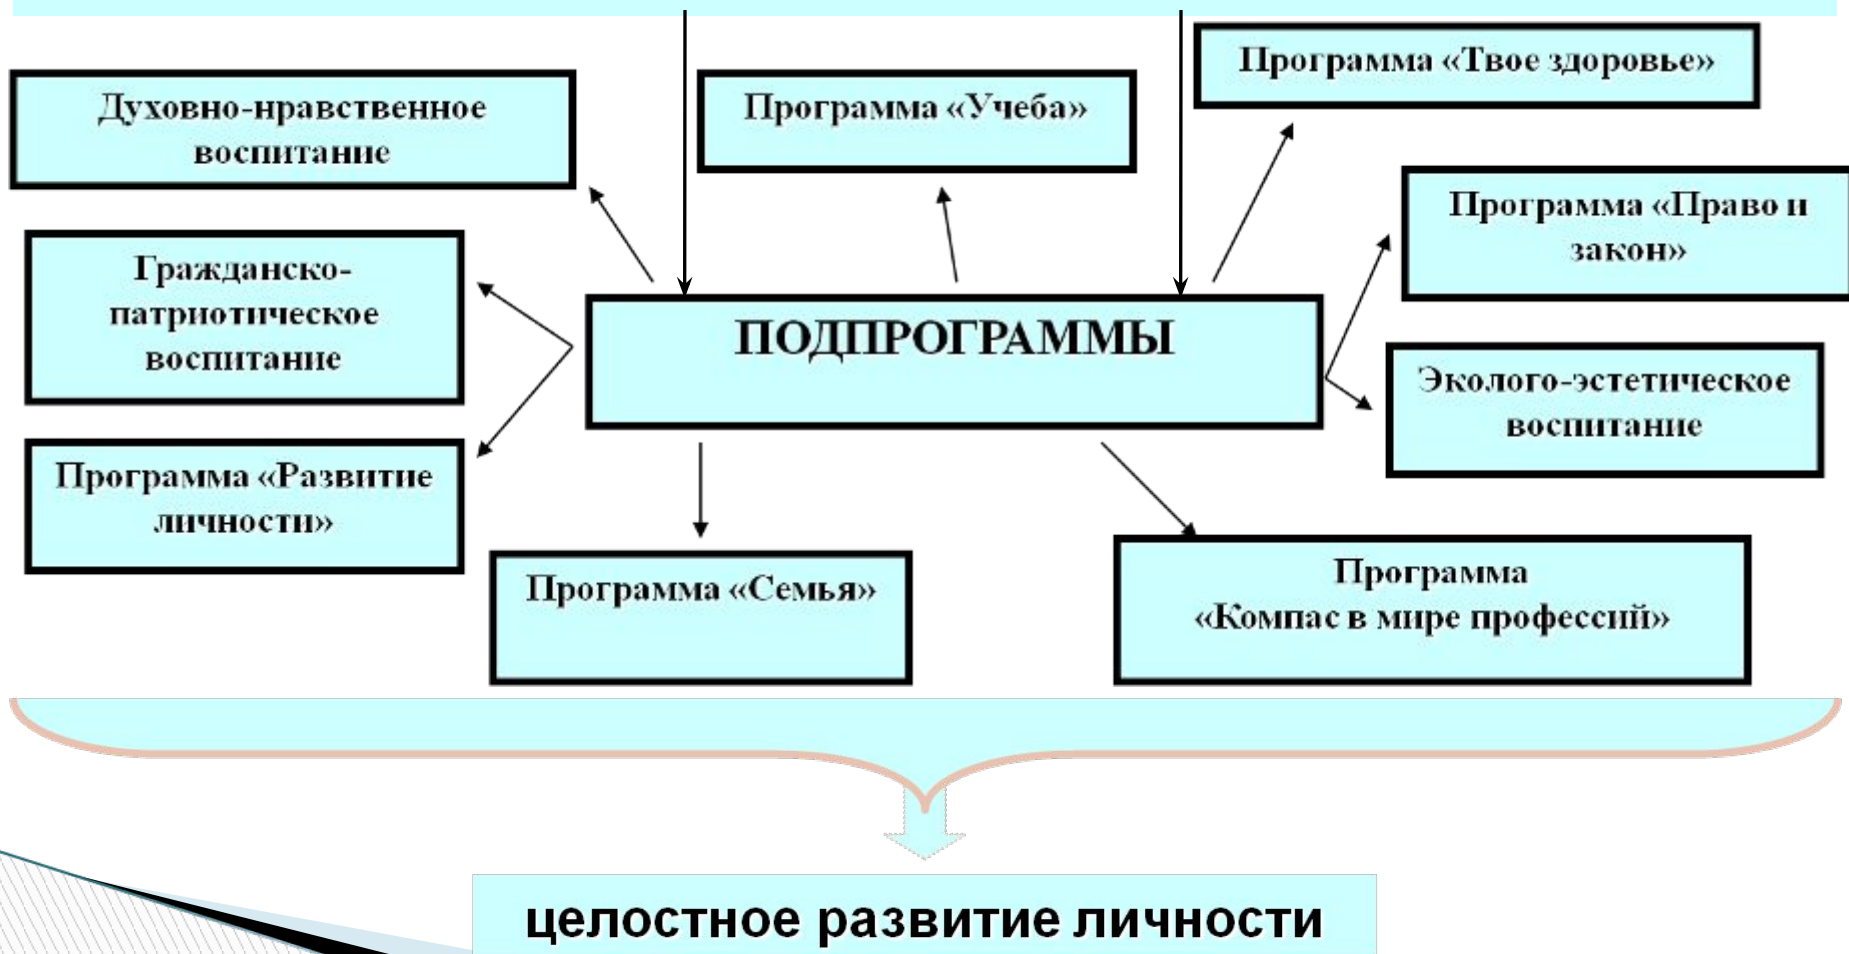 Программа «Твое здоровье»
Духовно-нравственное
воспитание
Программа «Учеба»
Программа «Право и
закон»
Гражданско-
патриотическое
воспитание
ПОДПРОГРАММЫ
Эколого-эстетическое
воспитание
Программа «Развитие
личности»
Программа «Семья»
Программа
«Компас в мире профессий»
целостное развитие личности